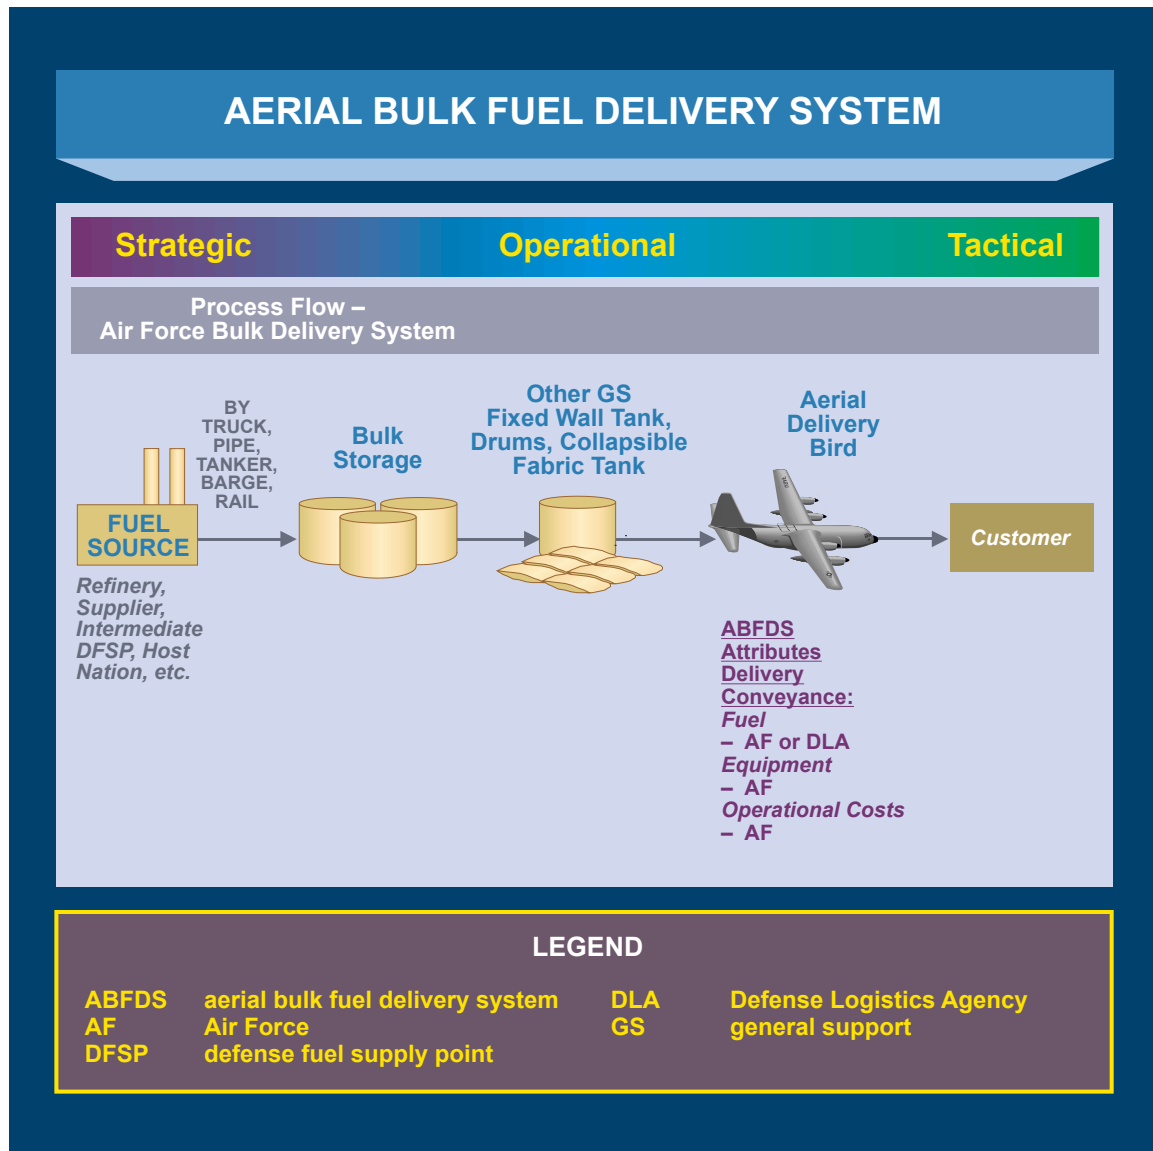 AERIAL BULK FUEL DELIVERY SYSTEM
Strategic
Operational
Tactical
Process Flow –
Air Force Bulk Delivery System
BY
TRUCK,
PIPE,
TANKER,
BARGE,
RAIL
Bulk
Storage
Other GS
Fixed Wall Tank,
Drums, Collapsible
Fabric Tank
Aerial
Delivery
Bird
FUEL
SOURCE
Customer
Refinery,
Supplier,
Intermediate
DFSP, Host
Nation, etc.
ABFDS
Attributes
Delivery
Conveyance:
Fuel
– AF or DLA
Equipment
– AF
Operational Costs
– AF
LEGEND
ABFDS aerial bulk fuel delivery system
AF Air Force
DFSP defense fuel supply point
DLA Defense Logistics Agency
GS general support